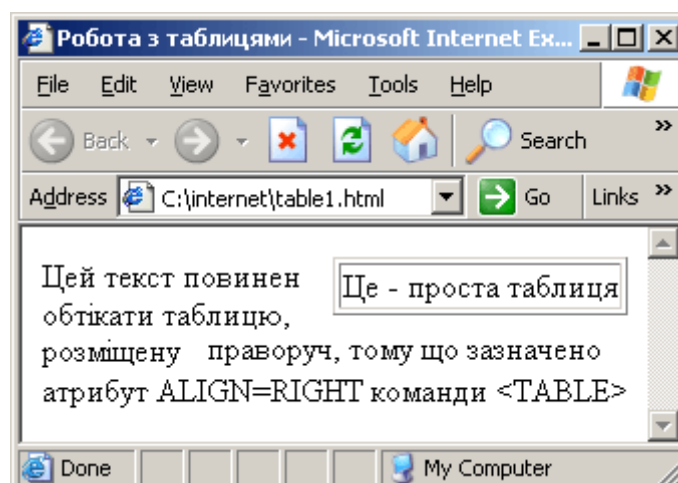 Робота з таблицями - Microsoft Internet Ex...
File Edit View Favorites Tools Help
Back Search »
Address C:\internet\table1.html Go Links »
Цей текст повинен
Це - проста таблиця
обтікати таблицю,
розміщену праворуч, тому що зазначено
атрибут ALIGN=RIGHT команди <TABLE>
Done My Computer